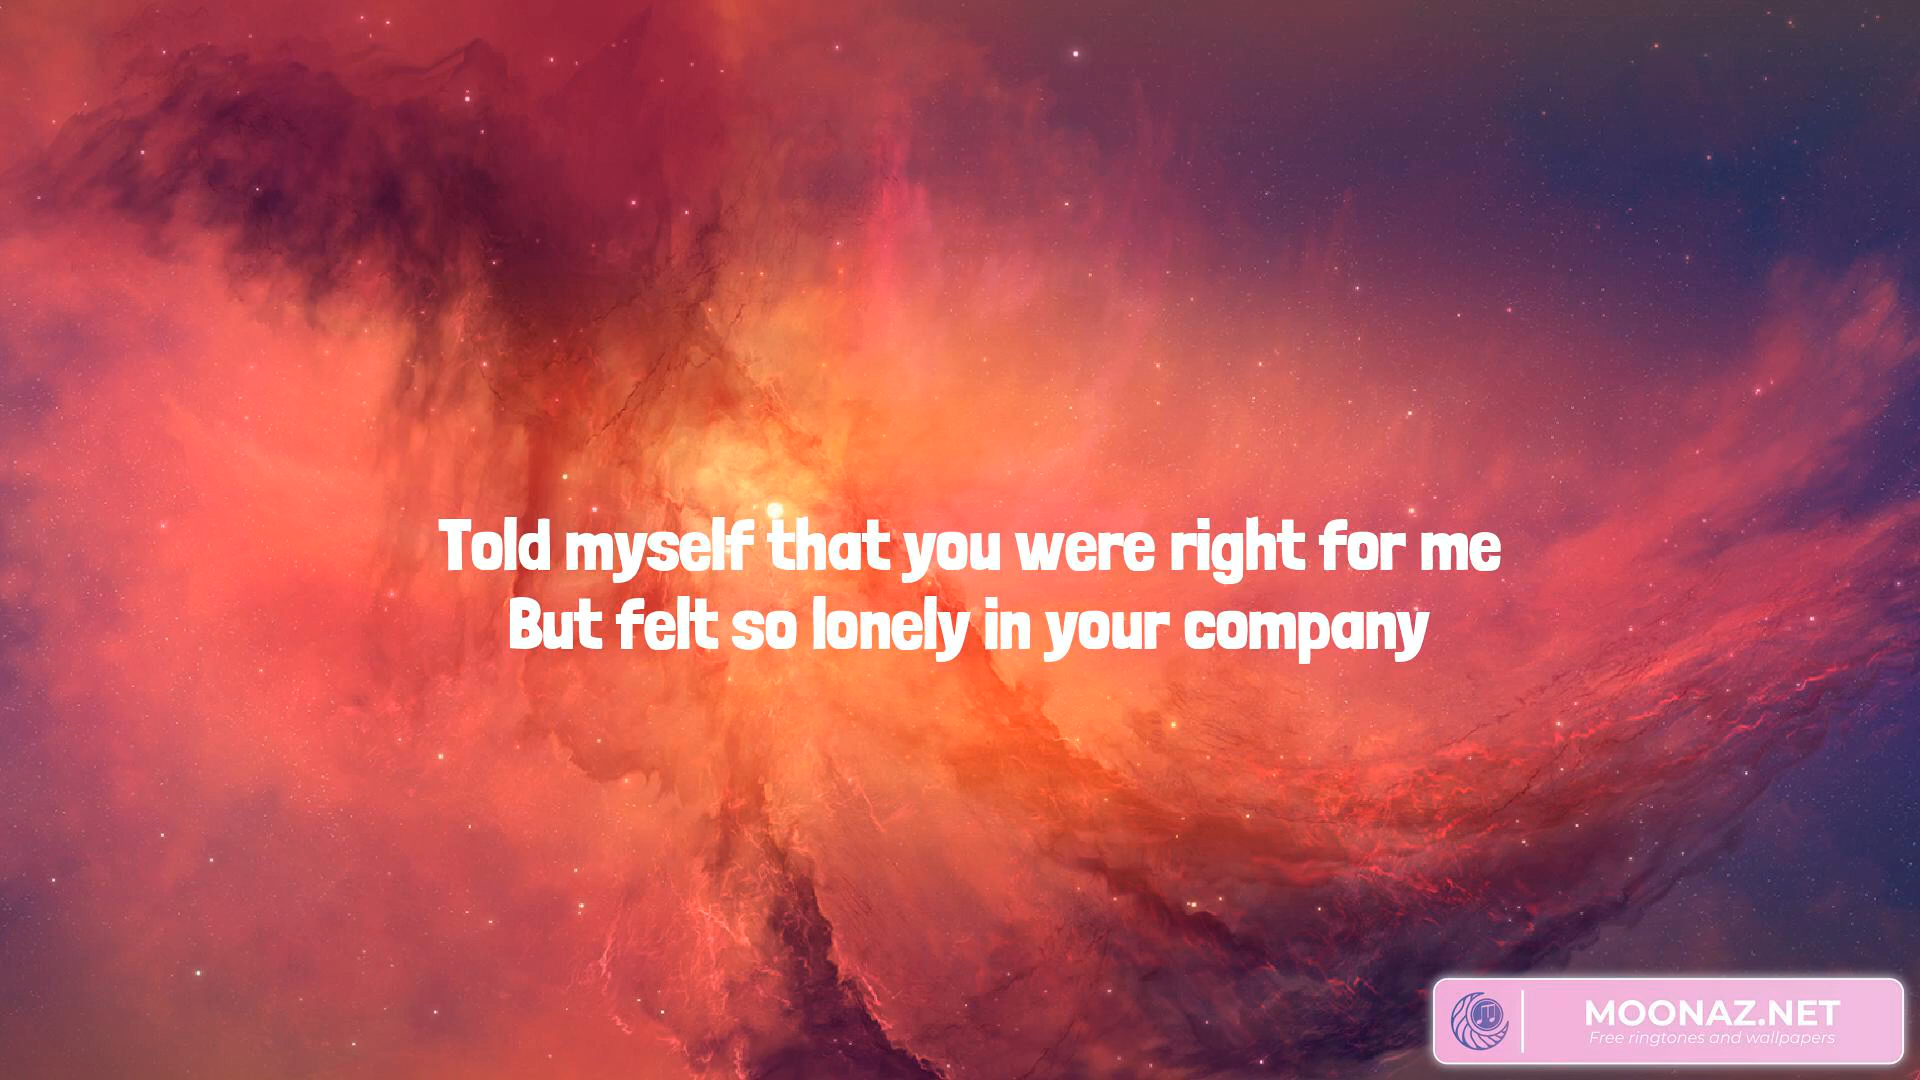 Told myself that you were right for me
But felt so lonely in your company
MOONAZ.NET
Free ringtones and wallpapers